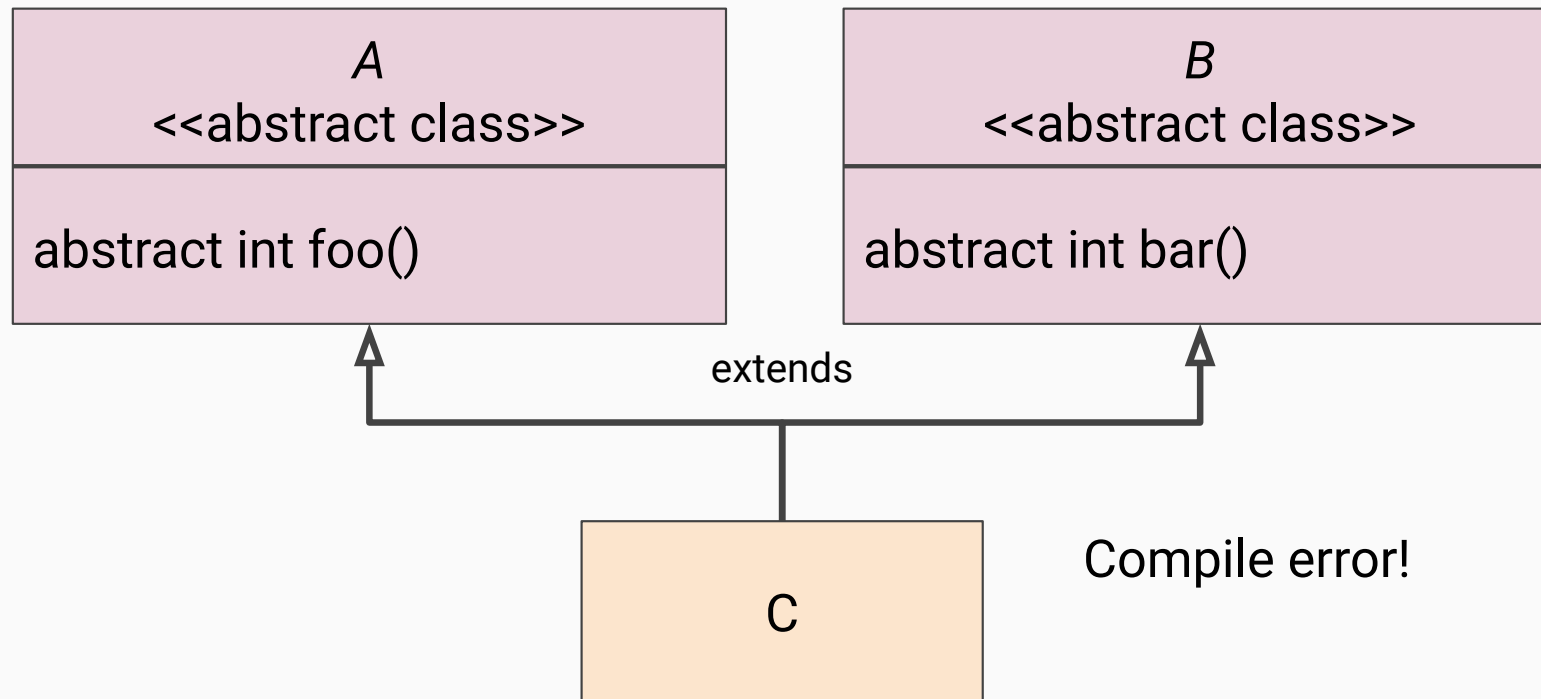 A
<<abstract class>>
abstract int foo()
B
<<abstract class>>
abstract int bar()
extends
Compile error!
C